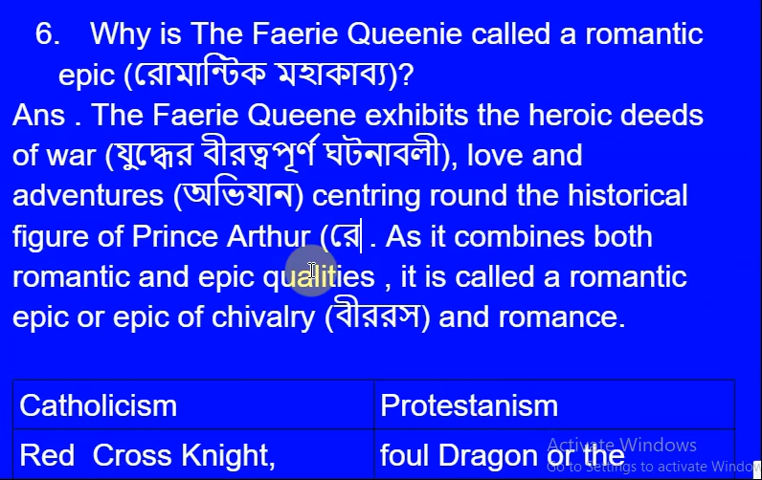 6. Why is The Faerie Queenie called a romantic
epic (রোমান্টিক মহাকাব্য)?
Ans . The Faerie Queene exhibits the heroic deeds
of war (যুদ্ধের বীরত্বপূর্ণ ঘটনাবলী), love and
adventures (অভিযান) centring round the historical
figure of Prince Arthur (রে . As it combines both
romantic and epic qualities , it is called a romantic
epic or epic of chivalry (বীররস) and romance.
Catholicism Protestanism
Red Cross Knight, foul Dragon or the
Activate Windows
Go to Settings to activate Window